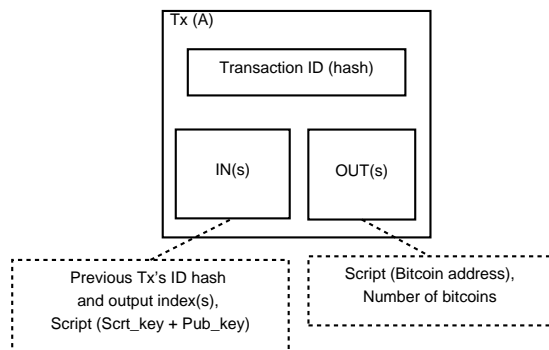 Tx (A)
Transaction ID (hash)
IN(s)
OUT(s)
Previous Tx's ID hash
and output index(s),
Script (Scrt_key + Pub_key)
Script (Bitcoin address),
Number of bitcoins